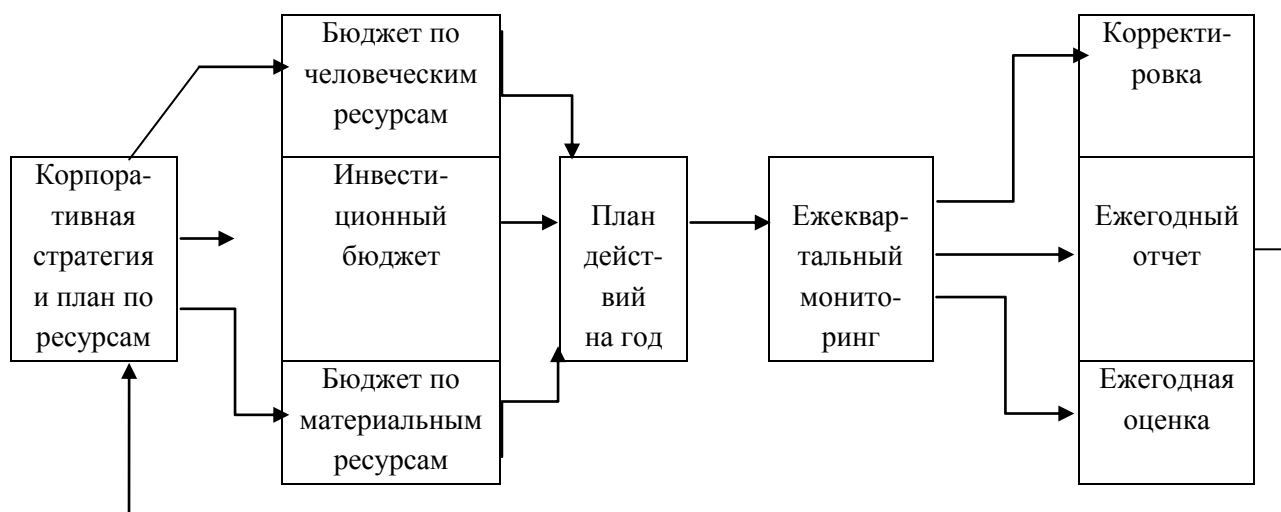 Корпора-
тивная
стратегия
и план по
ресурсам
Бюджет по
человеческим
ресурсам
Инвести-
ционный
бюджет
Бюджет по
материальным
ресурсам
План
дейст-
вий
на год
Ежеквар-
тальный
монито-
ринг
Корректи-
ровка
Ежегодный
отчет
Ежегодная
оценка